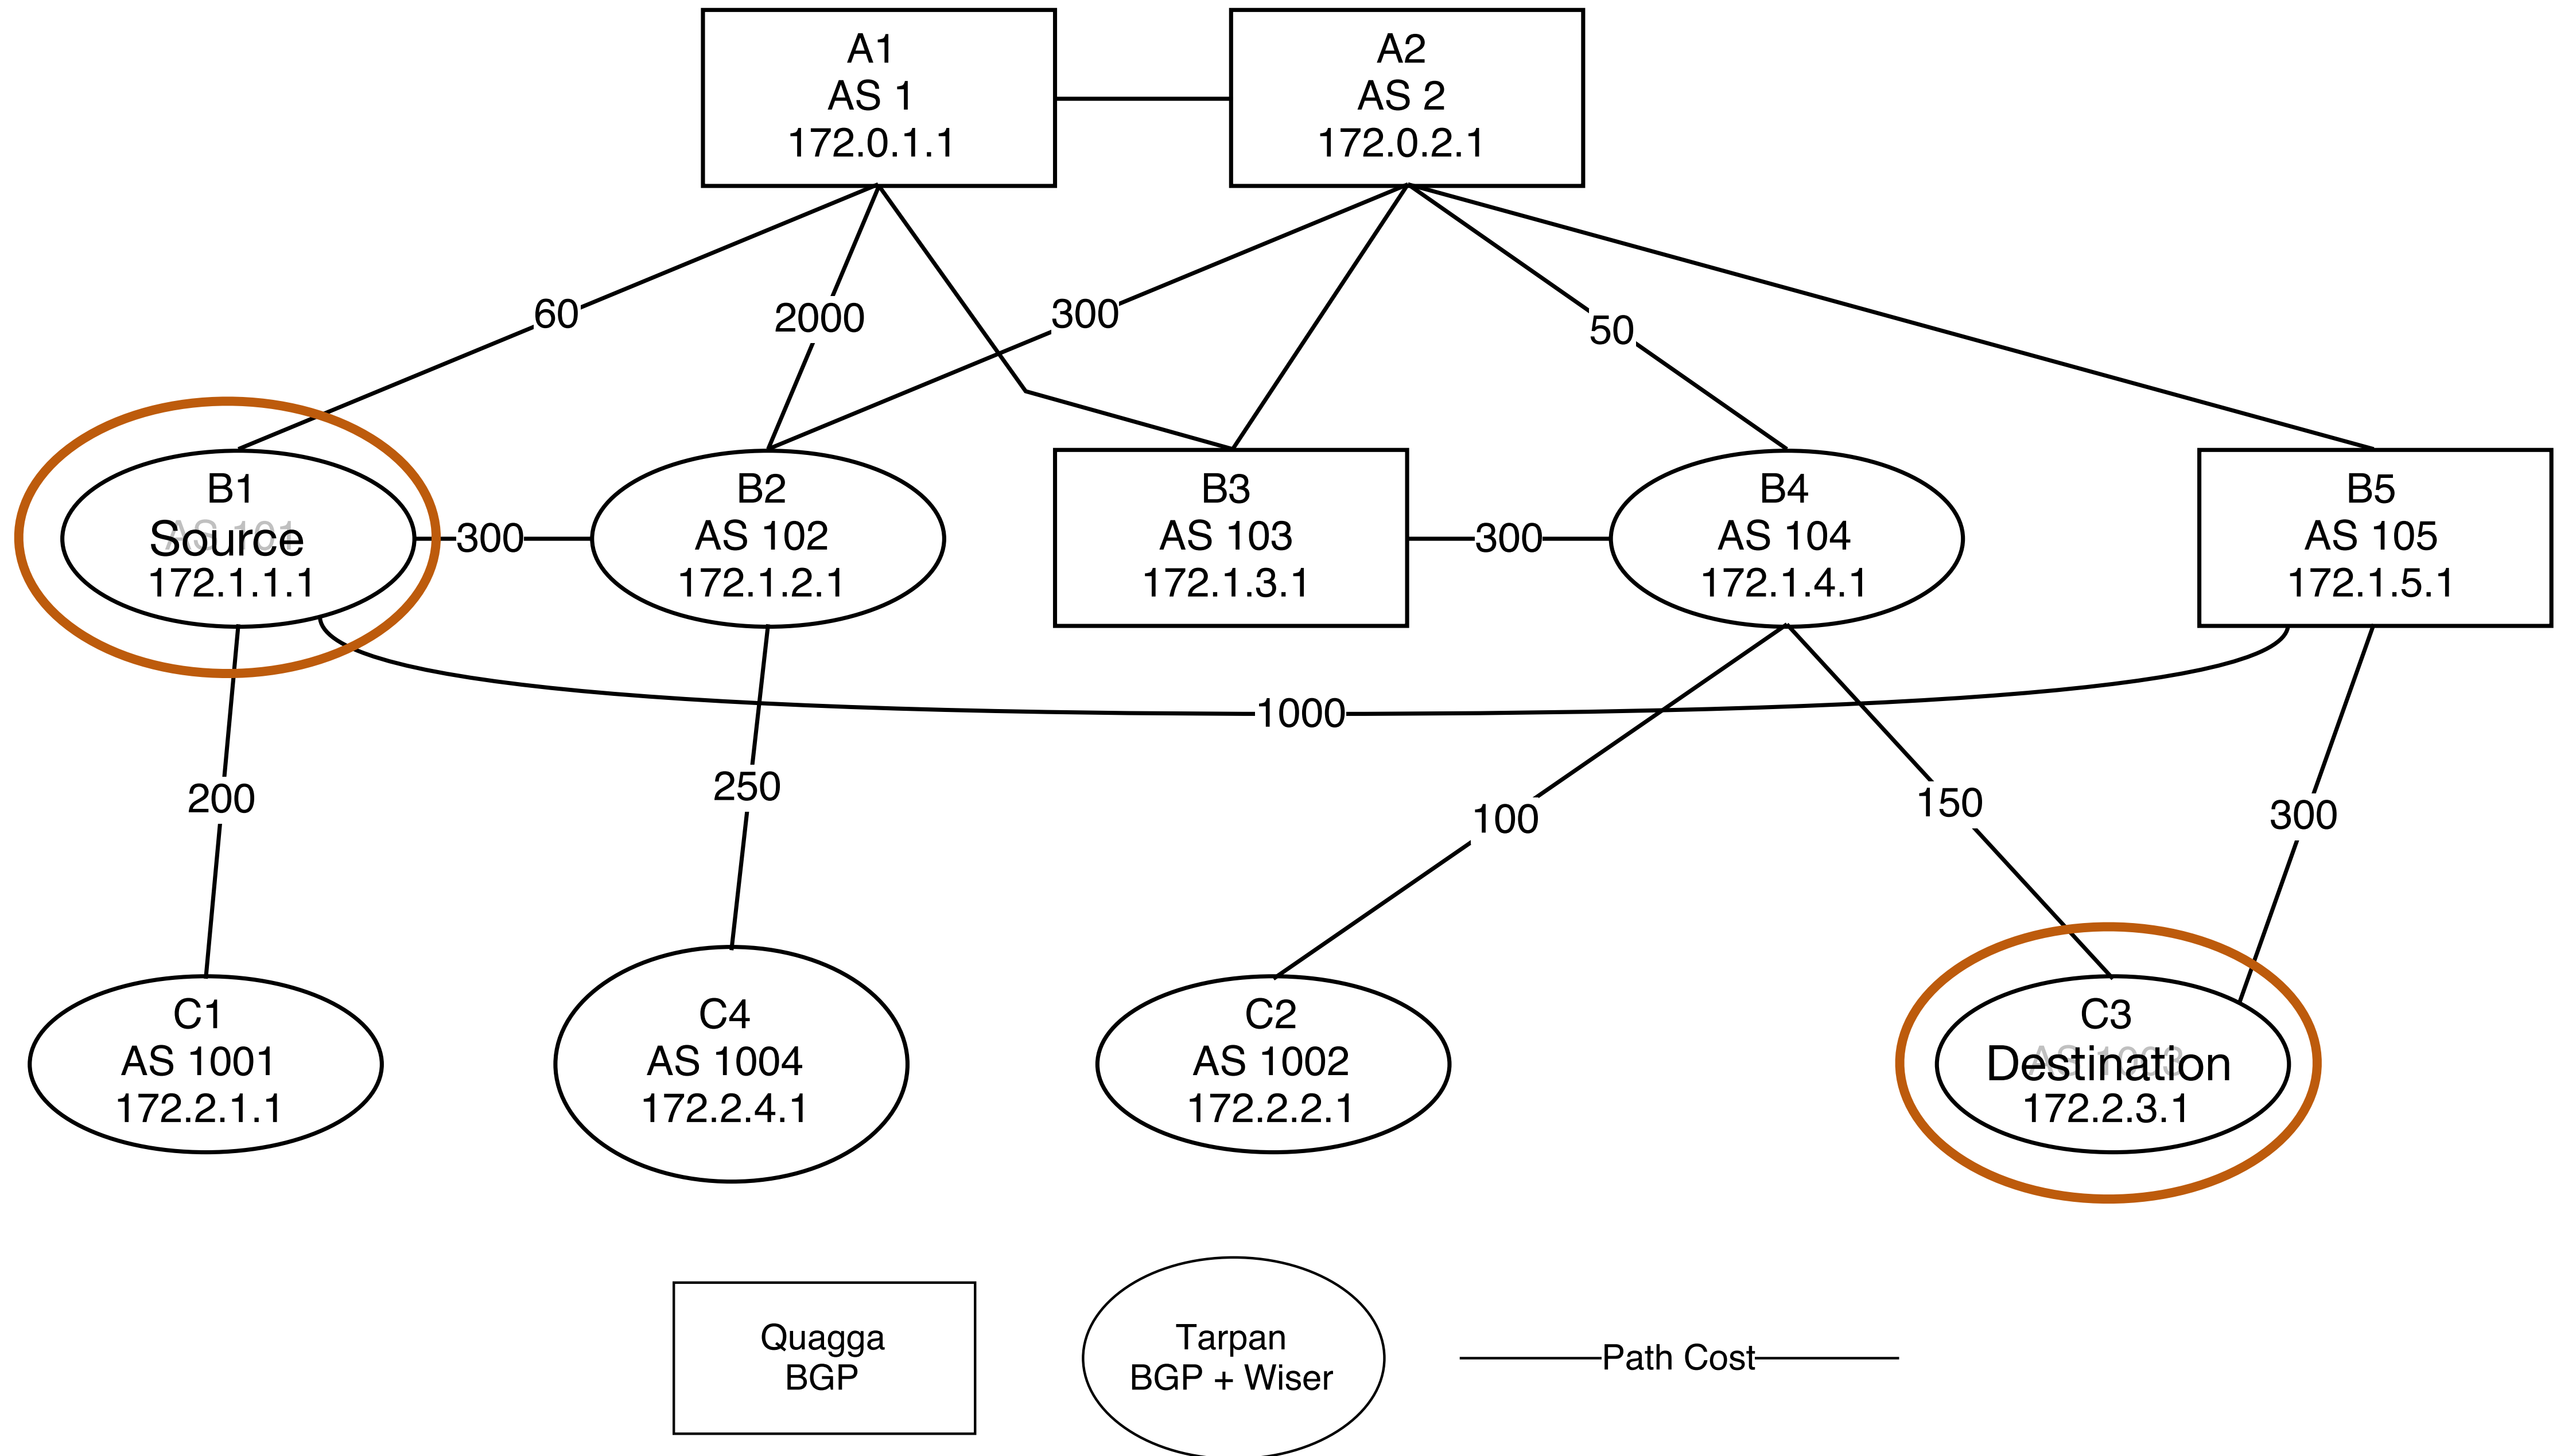 A1
AS 1
172.0.1.1
A2
AS 2
172.0.2.1
60
2000
300
50
B1
AS 101
Source
172.1.1.1
300
B2
AS 102
172.1.2.1
B3
AS 103
172.1.3.1
300
B4
AS 104
172.1.4.1
B5
AS 105
172.1.5.1
1000
200
250
100
150
300
C1
AS 1001
172.2.1.1
C4
AS 1004
172.2.4.1
C2
AS 1002
172.2.2.1
C3
AS 1003
Destination
172.2.3.1
Quagga
BGP
Tarpan
BGP + Wiser
Path Cost